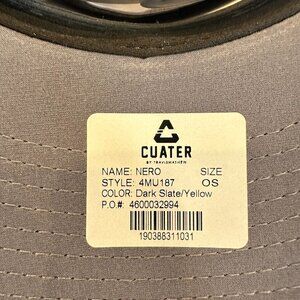 CUATER
BY TRAVISMATHEW
NAME: NERO SIZE
STYLE: 4MU187 OS
COLOR: Dark Slate/Yellow
P.O.#: 4600032994
190388311031